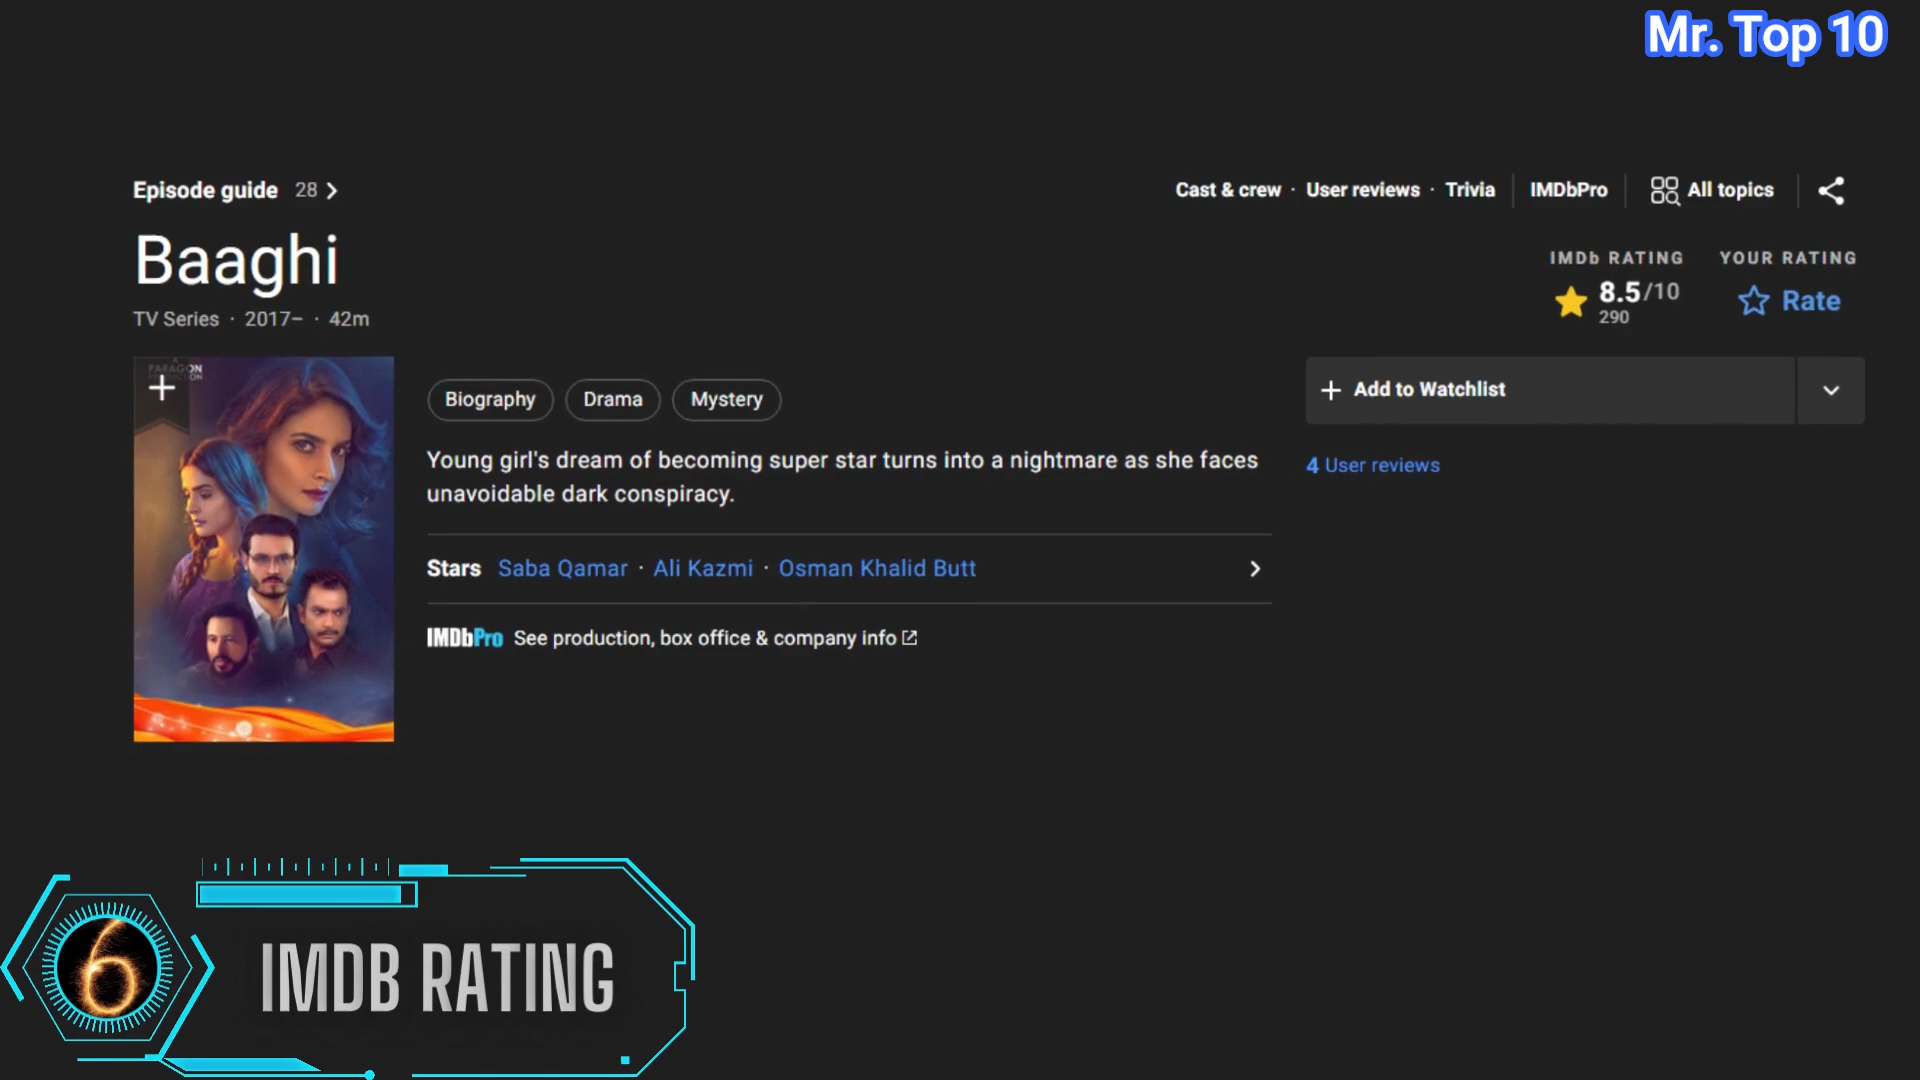 Mr. Top 10
Episode guide 28
Cast & crew · User reviews · Trivia IMDbPro All topics
Baaghi
IMDb RATING YOUR RATING
8.5/10 Rate
290
TV Series · 2017– · 42m
PARAGON
Biography Drama Mystery
Add to Watchlist
Young girl's dream of becoming super star turns into a nightmare as she faces
unavoidable dark conspiracy.
4 User reviews
Stars Saba Qamar · Ali Kazmi · Osman Khalid Butt
IMDbPro See production, box office & company info
6
IMDB RATING